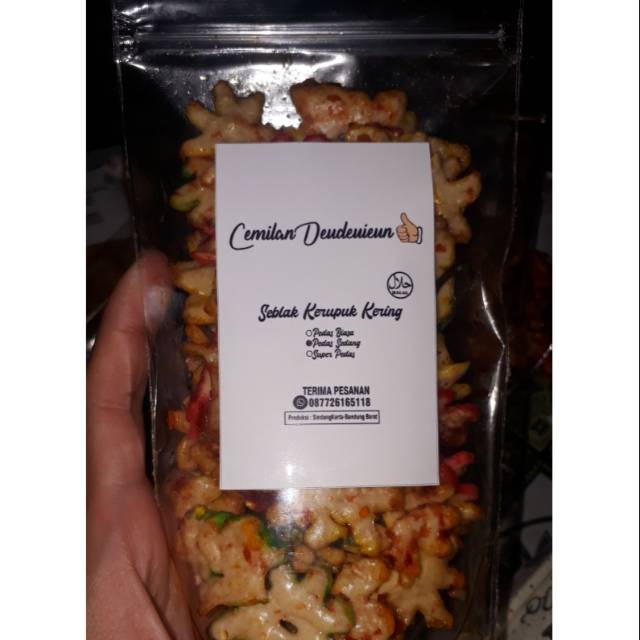 Cemilan Deudeuieun
حلال
HALAL
Seblak Kerupuk Kering
Pedas Biasa
Pedas Sedang
Super Pedas
TERIMA PESANAN
087726165118
Produksi : SindangKerta-Bandung Barat